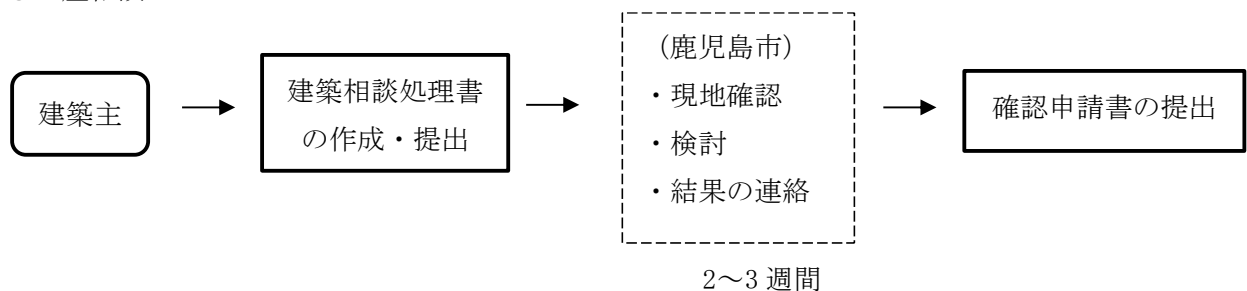 建築主
建築相談処理書
の作成・提出
(鹿児島市)
・現地確認
・検討
・結果の連絡
確認申請書の提出
2～3 週間